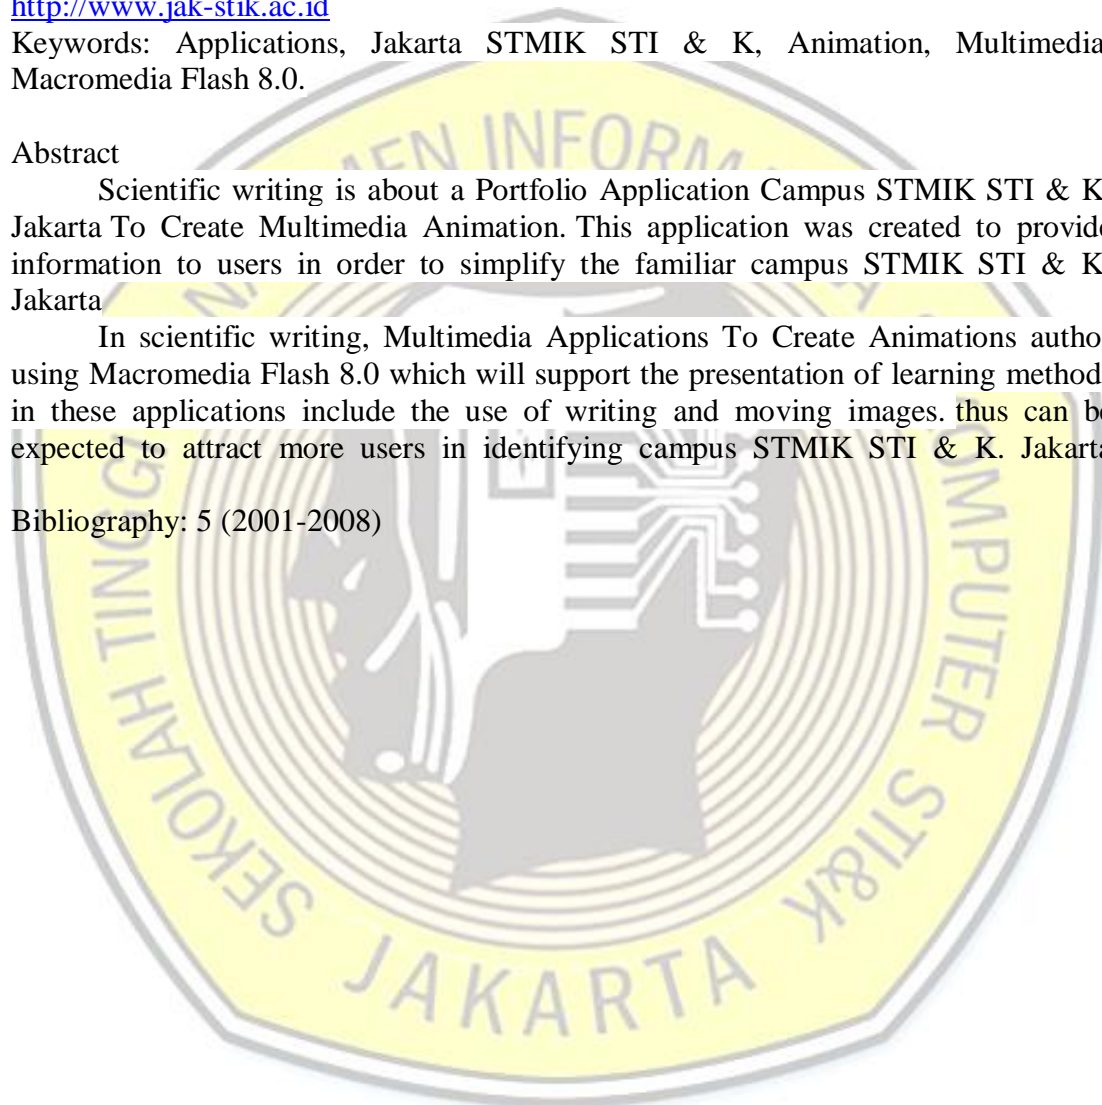 http://www.jak-stik.ac.id
Keywords: Applications, Jakarta STMIK STI & K, Animation, Multimedia
Macromedia Flash 8.0.
Abstract
Scientific writing is about a Portfolio Application Campus STMIK STI & K
Jakarta To Create Multimedia Animation. This application was created to provide
information to users in order to simplify the familiar campus STMIK STI & K
Jakarta
In scientific writing, Multimedia Applications To Create Animations autho
using Macromedia Flash 8.0 which will support the presentation of learning method
in these applications include the use of writing and moving images. thus can be
expected to attract more users in identifying campus STMIK STI & K. Jakarta
Bibliography: 5 (2001-2008)
SEKOLAH TINGGI
MEN INFORMA
OMPUTER STI&K
JAKARTA